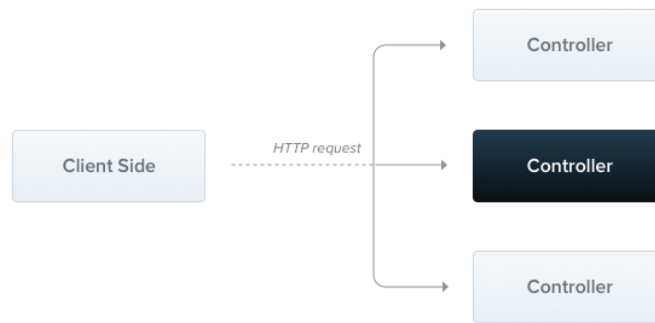 Controller
HTTP request
Client Side
Controller
Controller